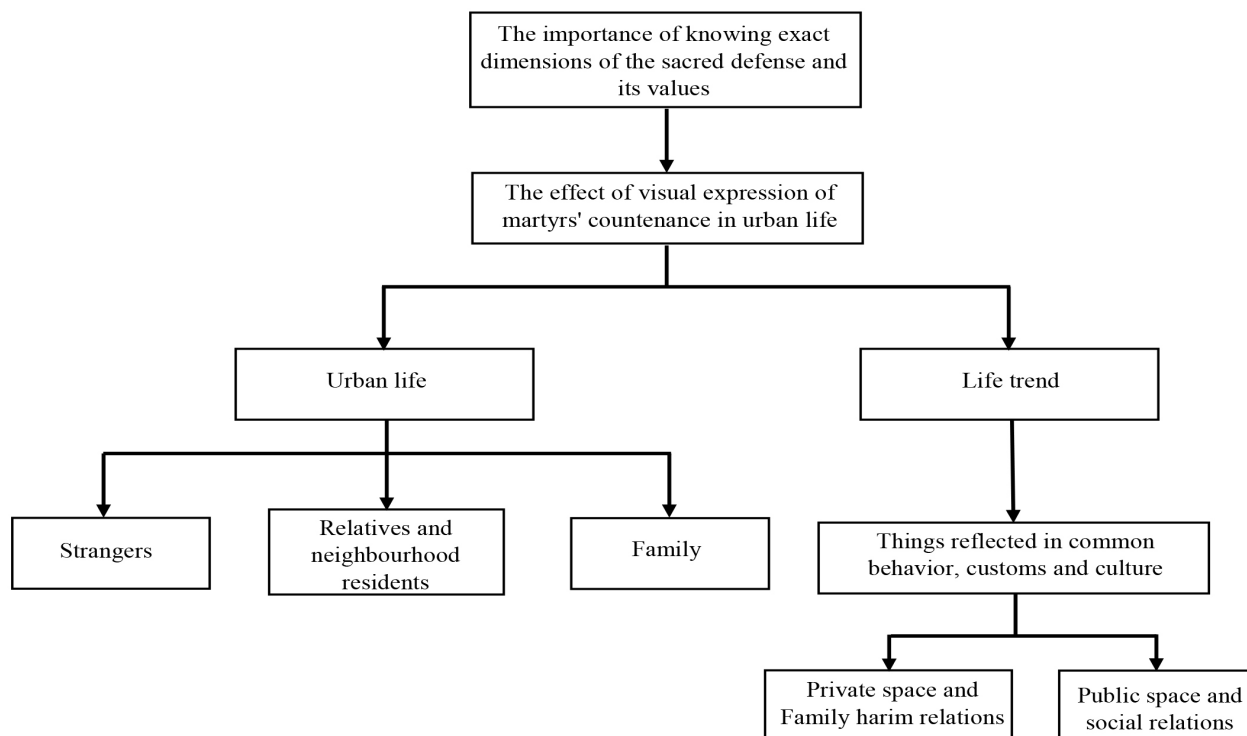 The importance of knowing exact
dimensions of the sacred defense and
its values
The effect of visual expression of
martyrs' countenance in urban life
Urban life
Life trend
Strangers
Relatives and
neighbourhood
residents
Family
Things reflected in common
behavior, customs and culture
Private space and
Family harim relations
Public space and
social relations